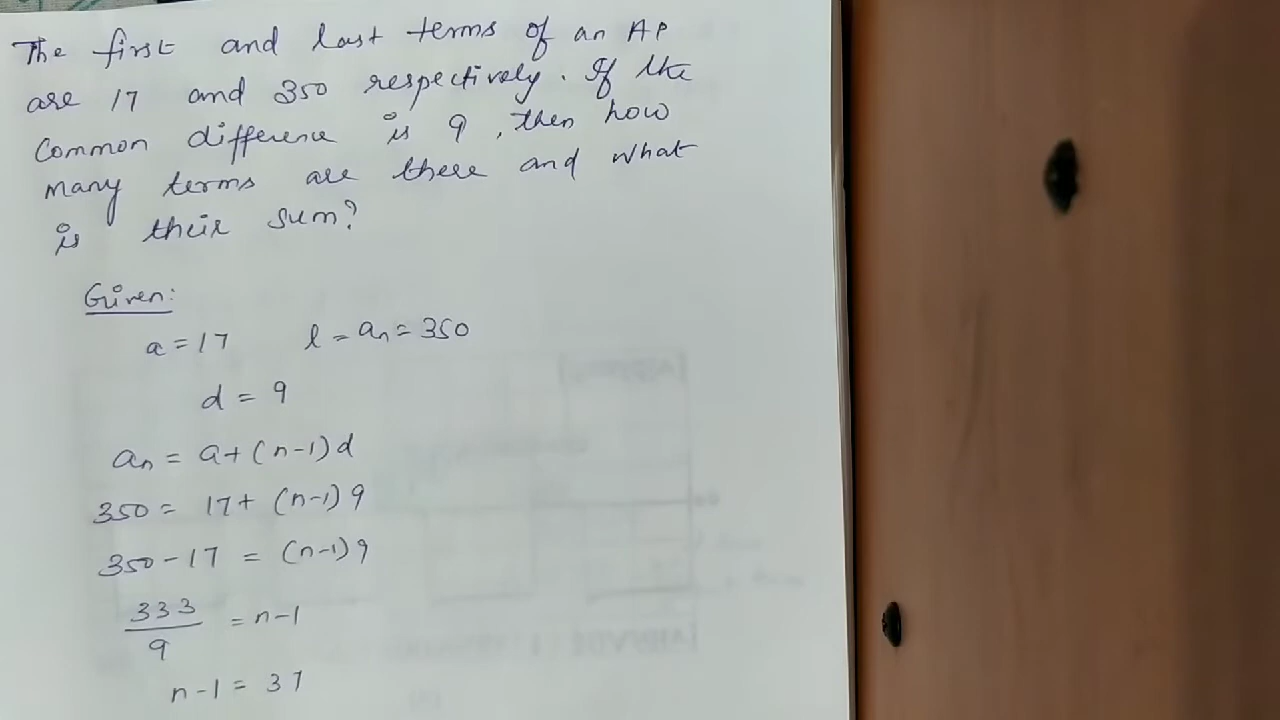 The first and last terms of an AP
are 17 and 350 respectively. If the
common difference is 9, then how
many terms are there and what
is their sum?
Given:
a = 17 l = an = 350
d = 9
an = a + (n-1)d
350 = 17 + (n-1)9
350 - 17 = (n-1)9
333/9 = n-1
n-1 = 37